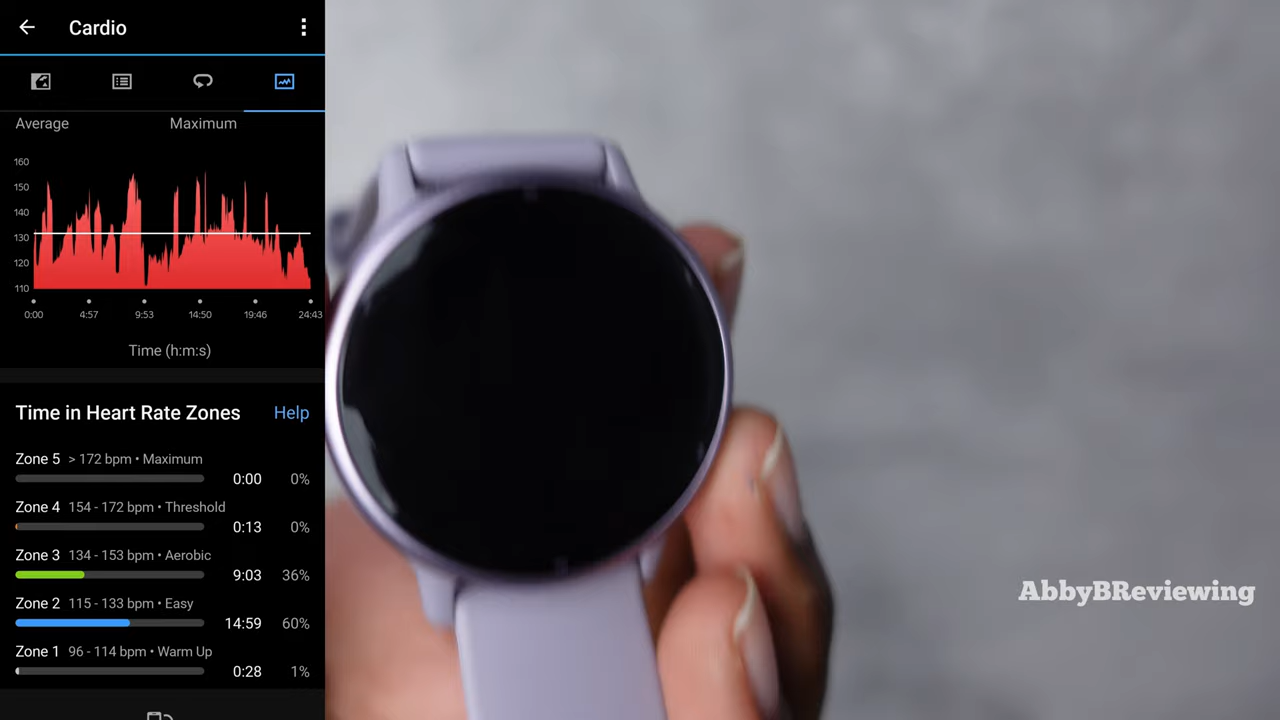 Cardio
Average Maximum
160
150
140
130
120
110
0:00 4:57 9:53 14:50 19:46 24:43
Time (h:m:s)
Time in Heart Rate Zones Help
Zone 5 > 172 bpm • Maximum
0:00 0%
Zone 4 154 - 172 bpm • Threshold
0:13 0%
Zone 3 134 - 153 bpm • Aerobic
9:03 36%
Zone 2 115 - 133 bpm • Easy
14:59 60%
Zone 1 96 - 114 bpm • Warm Up
0:28 1%
AbbyBReviewing